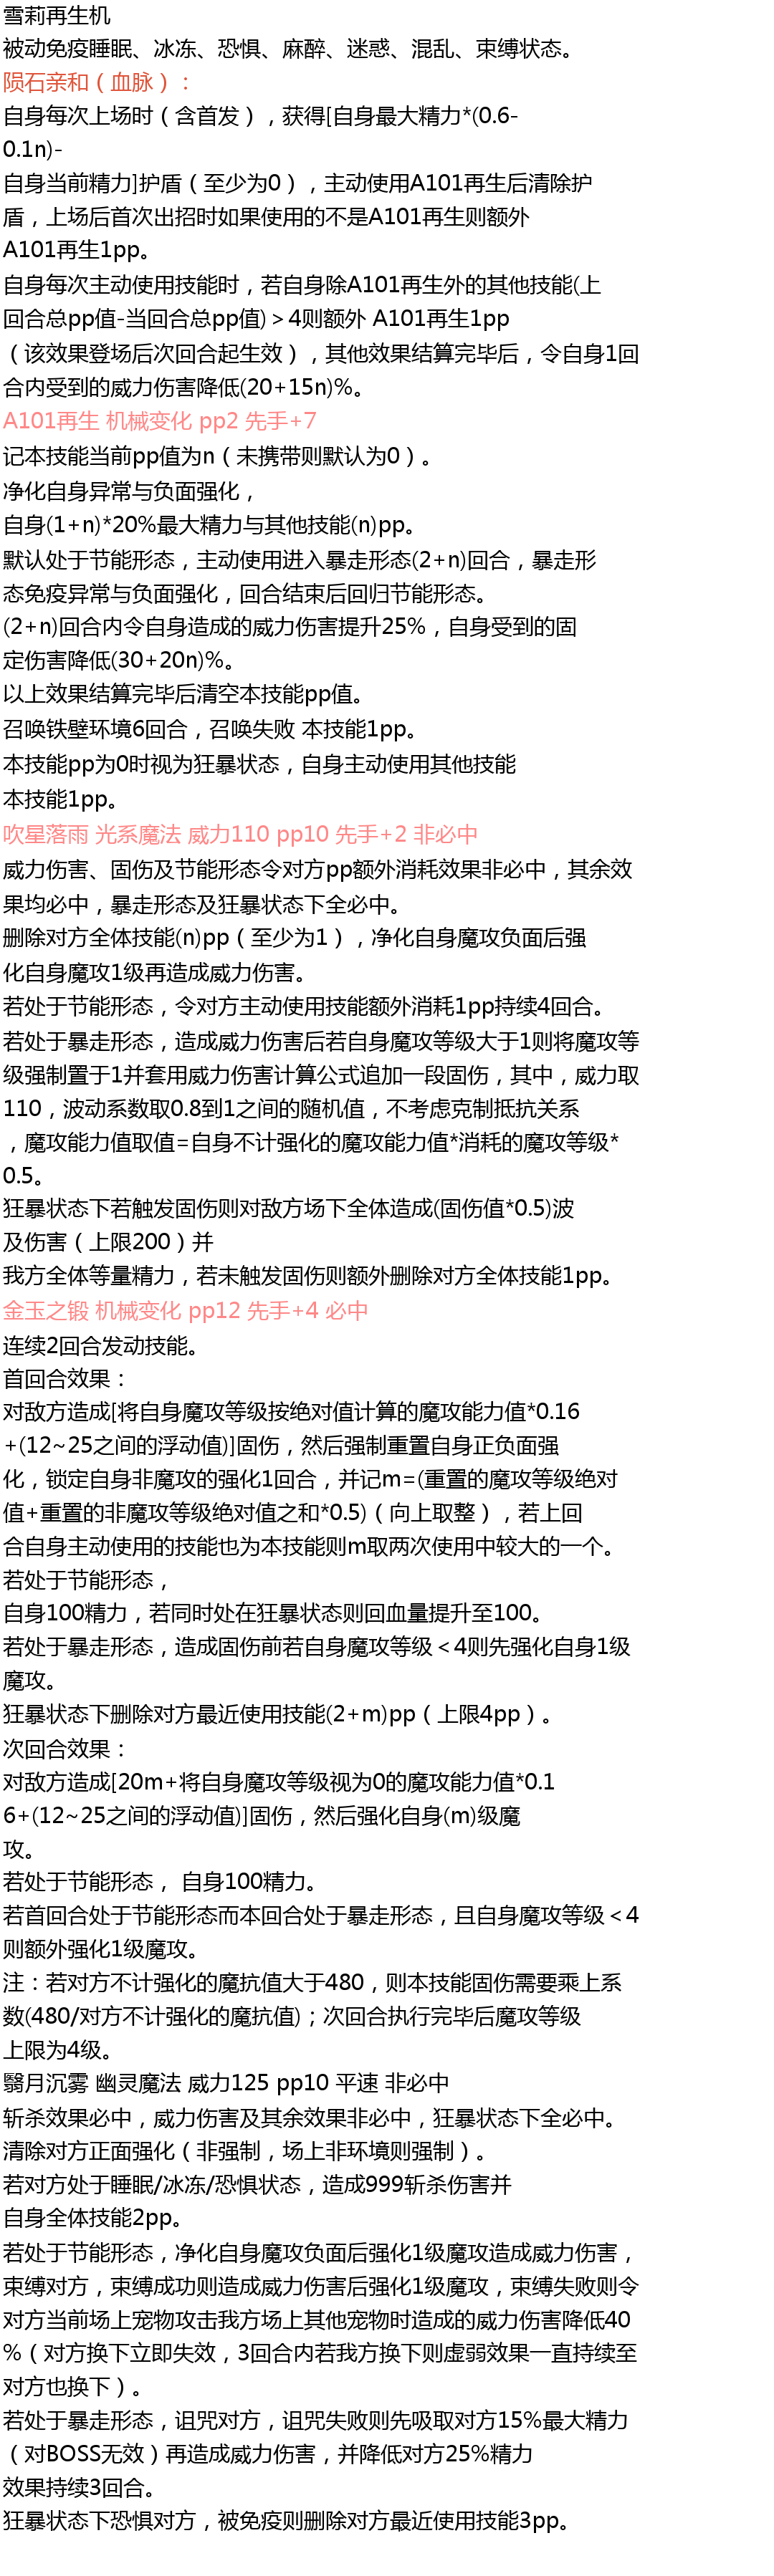 雪莉再生机
被动免疫睡眠、冰冻、恐惧、麻醉、迷惑、混乱、束缚状态。
陨石亲和（血脉）：
自身每次上场时（含首发），获得[自身最大精力*(0.6-
0.1n)-
自身当前精力]护盾（至少为0），主动使用A101再生后清除护
盾，上场后首次出招时如果使用的不是A101再生则额外
A101再生1pp。
自身每次主动使用技能时，若自身除A101再生外的其他技能(上
回合总pp值-当回合总pp值)＞4则额外 A101再生1pp
（该效果登场后次回合起生效），其他效果结算完毕后，令自身1回
合内受到的威力伤害降低(20+15n)%。
A101再生 机械变化 pp2 先手+7
记本技能当前pp值为n（未携带则默认为0）。
净化自身异常与负面强化，
自身(1+n)*20%最大精力与其他技能(n)pp。
默认处于节能形态，主动使用进入暴走形态(2+n)回合，暴走形
态免疫异常与负面强化，回合结束后回归节能形态。
(2+n)回合内令自身造成的威力伤害提升25%，自身受到的固
定伤害降低(30+20n)%。
以上效果结算完毕后清空本技能pp值。
召唤铁壁环境6回合，召唤失败 本技能1pp。
本技能pp为0时视为狂暴状态，自身主动使用其他技能
本技能1pp。
吹星落雨 光系魔法 威力110 pp10 先手+2 非必中
威力伤害、固伤及节能形态令对方pp额外消耗效果非必中，其余效
果均必中，暴走形态及狂暴状态下全必中。
删除对方全体技能(n)pp（至少为1），净化自身魔攻负面后强
化自身魔攻1级再造成威力伤害。
若处于节能形态，令对方主动使用技能额外消耗1pp持续4回合。
若处于暴走形态，造成威力伤害后若自身魔攻等级大于1则将魔攻等
级强制置于1并套用威力伤害计算公式追加一段固伤，其中，威力取
110，波动系数取0.8到1之间的随机值，不考虑克制抵抗关系
，魔攻能力值取值=自身不计强化的魔攻能力值*消耗的魔攻等级*
0.5。
狂暴状态下若触发固伤则对敌方场下全体造成(固伤值*0.5)波
及伤害（上限200）并
我方全体等量精力，若未触发固伤则额外删除对方全体技能1pp。
金玉之锻 机械变化 pp12 先手+4 必中
连续2回合发动技能。
首回合效果：
对敌方造成[将自身魔攻等级按绝对值计算的魔攻能力值*0.16
+(12~25之间的浮动值)]固伤，然后强制重置自身正负面强
化，锁定自身非魔攻的强化1回合，并记m=(重置的魔攻等级绝对
值+重置的非魔攻等级绝对值之和*0.5)（向上取整），若上回
合自身主动使用的技能也为本技能则m取两次使用中较大的一个。
若处于节能形态，
自身100精力，若同时处在狂暴状态则回血量提升至100。
若处于暴走形态，造成固伤前若自身魔攻等级＜4则先强化自身1级
魔攻。
狂暴状态下删除对方最近使用技能(2+m)pp（上限4pp）。
次回合效果：
对敌方造成[20m+将自身魔攻等级视为0的魔攻能力值*0.1
6+(12~25之间的浮动值)]固伤，然后强化自身(m)级魔
攻。
若处于节能形态， 自身100精力。
若首回合处于节能形态而本回合处于暴走形态，且自身魔攻等级＜4
则额外强化1级魔攻。
注：若对方不计强化的魔抗值大于480，则本技能固伤需要乘上系
数(480/对方不计强化的魔抗值)；次回合执行完毕后魔攻等级
上限为4级。
翳月沉雾 幽灵魔法 威力125 pp10 平速 非必中
斩杀效果必中，威力伤害及其余效果非必中，狂暴状态下全必中。
清除对方正面强化（非强制，场上非环境则强制）。
若对方处于睡眠/冰冻/恐惧状态，造成999斩杀伤害并
自身全体技能2pp。
若处于节能形态，净化自身魔攻负面后强化1级魔攻造成威力伤害，
束缚对方，束缚成功则造成威力伤害后强化1级魔攻，束缚失败则令
对方当前场上宠物攻击我方场上其他宠物时造成的威力伤害降低40
%（对方换下立即失效，3回合内若我方换下则虚弱效果一直持续至
对方也换下）。
若处于暴走形态，诅咒对方，诅咒失败则先吸取对方15%最大精力
（对BOSS无效）再造成威力伤害，并降低对方25%精力
效果持续3回合。
狂暴状态下恐惧对方，被免疫则删除对方最近使用技能3pp。